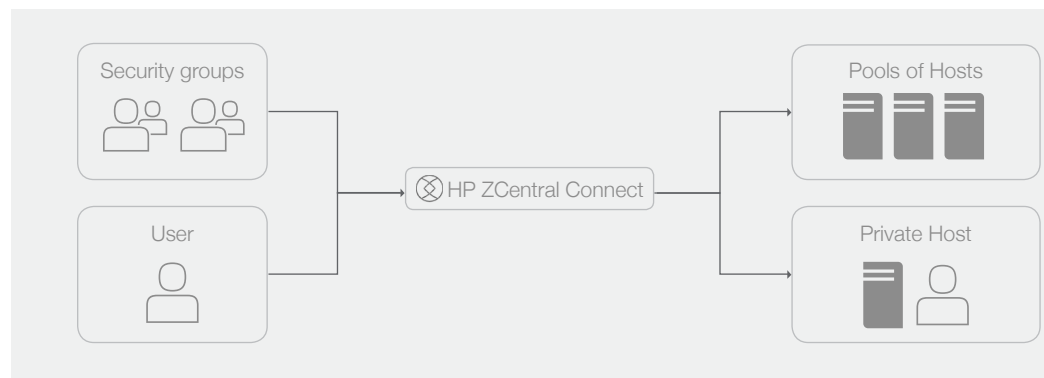 Security groups
User
HP ZCentral Connect
Pools of Hosts
Private Host